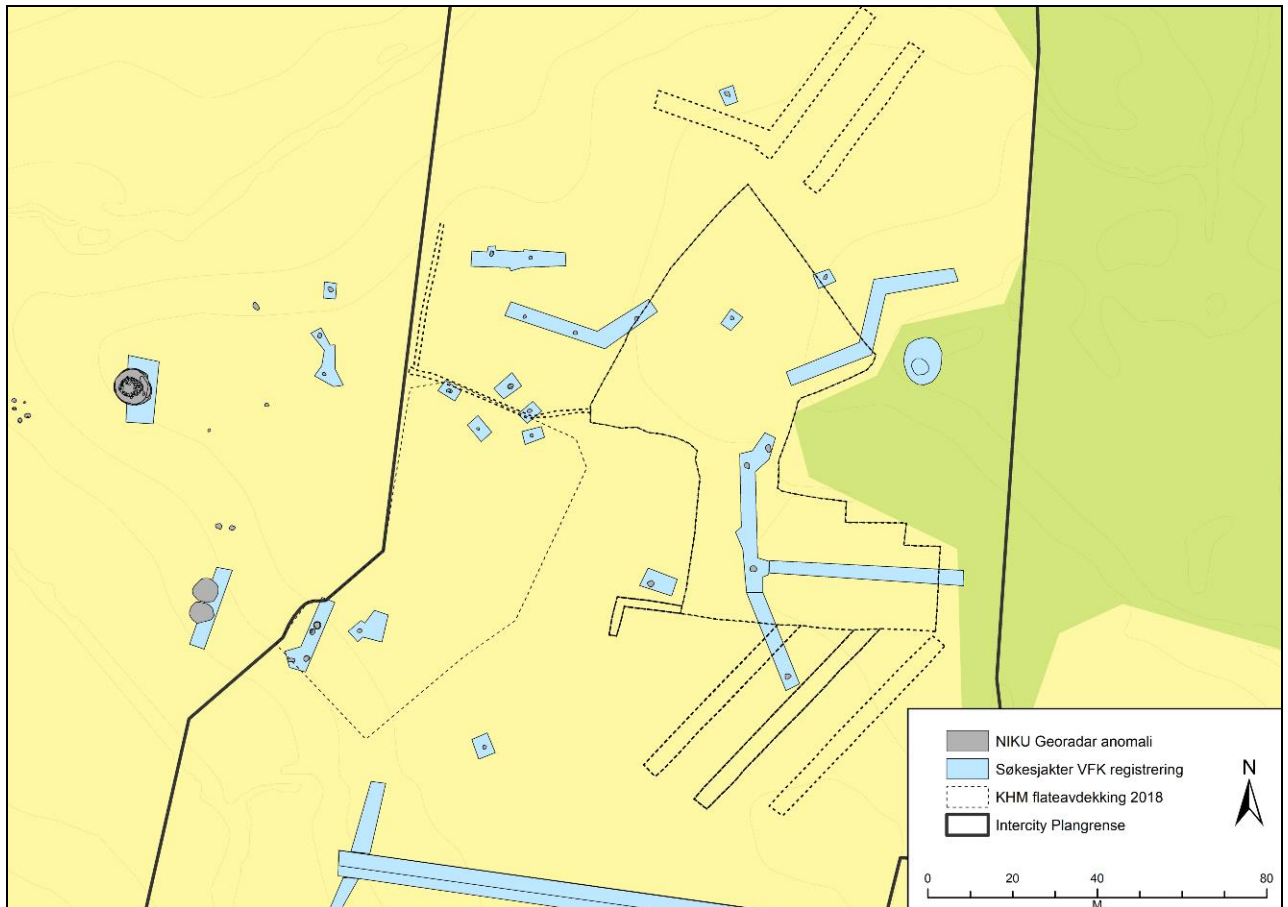 NIKU Georadar anomali
Søkesjakter VFK registrering
KHM flateavdekking 2018
Intercity Plangrense
N
0 20 40 80
M